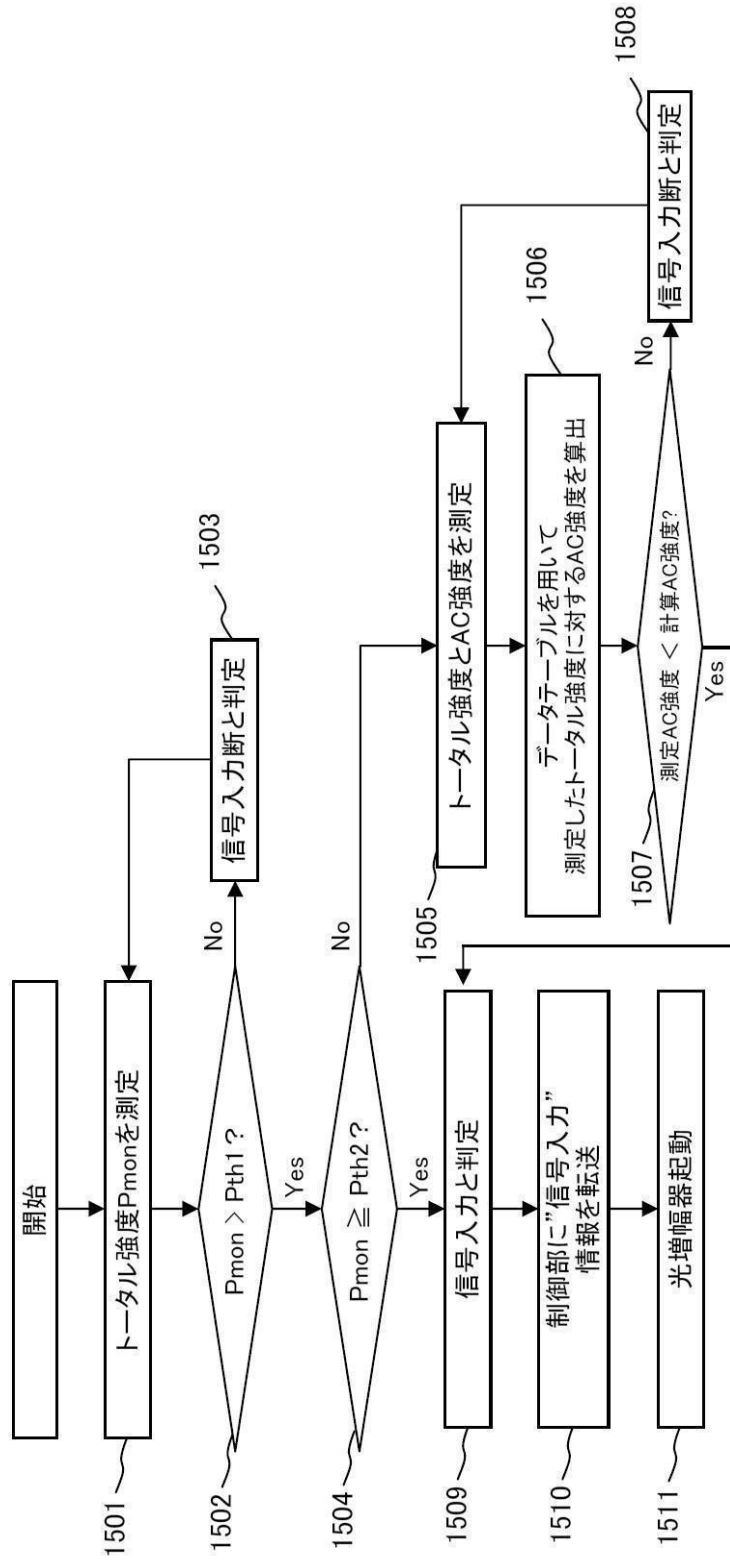 開始
1501
トータル強度Pmonを測定
1502
Pmon > Pth1 ?
No
1503
信号入力断と判定
Yes
1504
Pmon ≧ Pth2 ?
No
Yes
1505
トータル強度とAC強度を測定
1506
データテーブルを用いて
測定したトータル強度に対するAC強度を算出
1507
測定AC強度 < 計算AC強度?
No
1508
信号入力断と判定
Yes
1509
信号入力と判定
1510
制御部に”信号入力”
情報を転送
1511
光増幅器起動